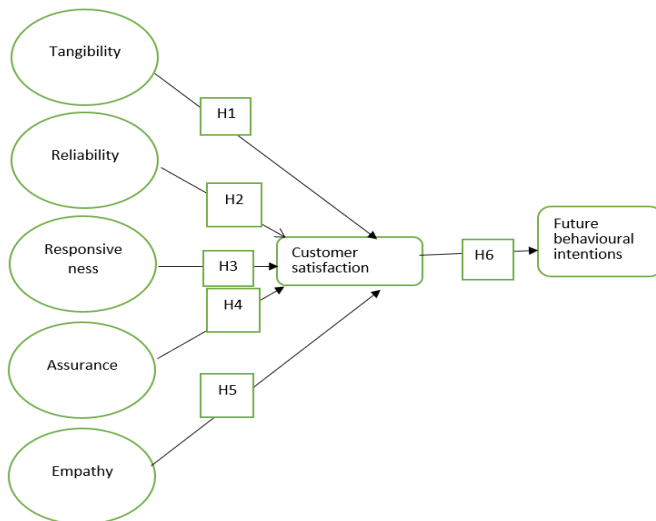 Tangibility
H1
Reliability
H2
Responsive
ness
H3
Customer
satisfaction
H6
Future
behavioural
intentions
H4
Assurance
H5
Empathy